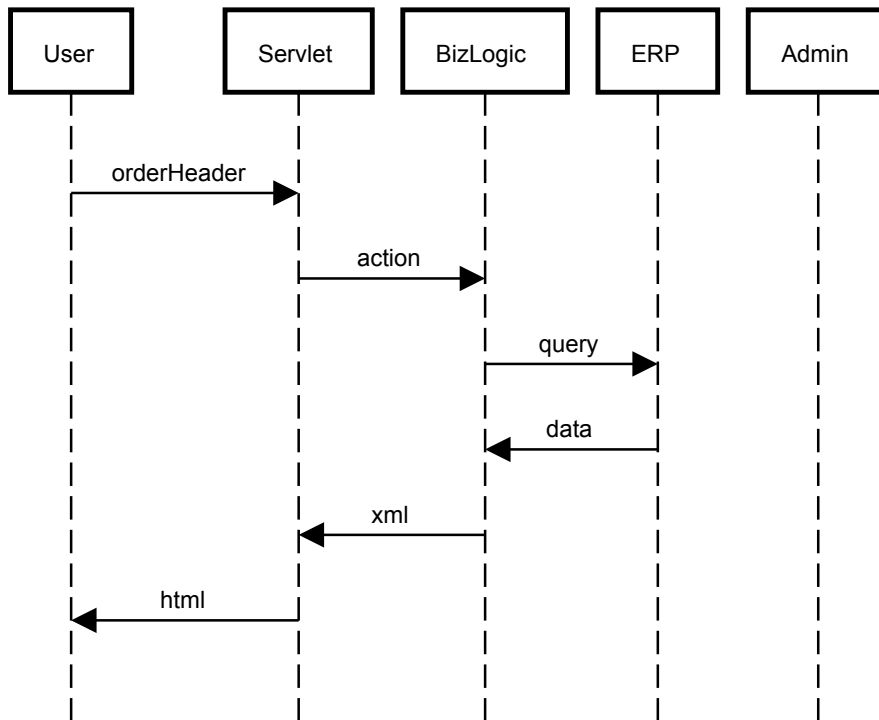 User
Servlet
BizLogic
ERP
Admin
orderHeader
action
query
data
xml
html